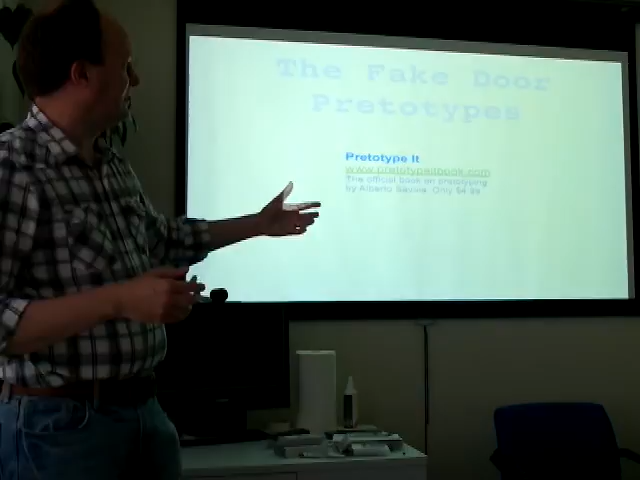 The Fake Door
Pretotypes
Pretotype It
www.pretotypeitbook.com
The official book on pretotyping
by Alberto Savoia. Only $4.99